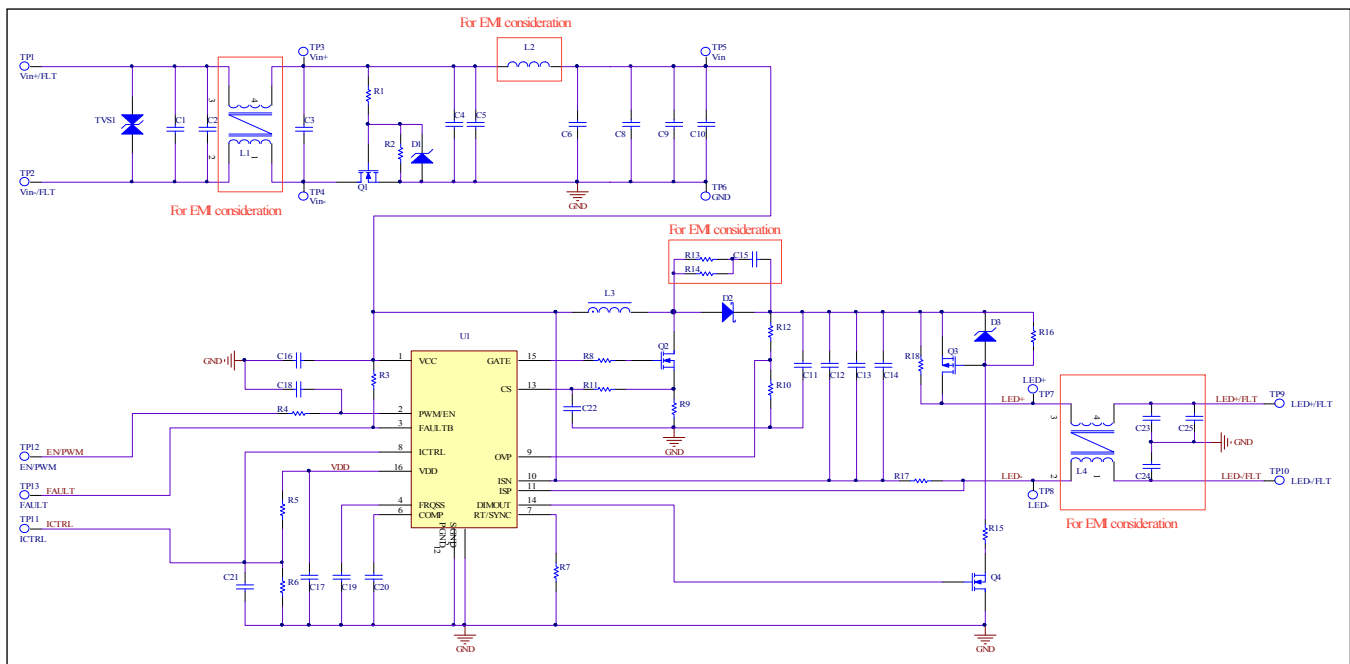 For EMI consideration
TP1
Vin+/FLT
TP3
Vin+
L2
TP5
Vin
3
4
R1
TVS1
C1
C2
C3
R2
D1
C4
C5
C6
C8
C9
C10
2
L1
1
TP2
Vin-/FLT
TP4
Vin-
Q1
TP6
GND
GND
For EMI consideration
For EMI consideration
R13
R14
C15
L3
D2
R12
D3
R16
U1
GND
C16
1
VCC
GATE
15
R8
Q2
R18
Q3
R3
C18
CS
13
R11
C11
C12
C13
C14
R10
R4
2
PWM/EN
C22
R9
LED+
LED+
TP7
3
4
C23
C25
LED+/FLT
TP9
LED+/FLT
3
FAULTB
TP12
EN/PWM
EN/PWM
8
ICTRL
OVP
9
GND
GND
VDD
16
VDD
ISN
10
ISP
11
R17
LED-
2
L4
1
C24
LED-/FLT
TP10
LED-/FLT
TP13
FAULT
FAULT
TP8
LED-
R5
4
FRQSS
DIMOUT
14
6
COMP
RT/SYNC
7
TP11
ICTRL
ICTRL
PGND
SGND
12
5
R15
For EMI consideration
C21
R6
C17
C19
C20
R7
Q4
GND
GND